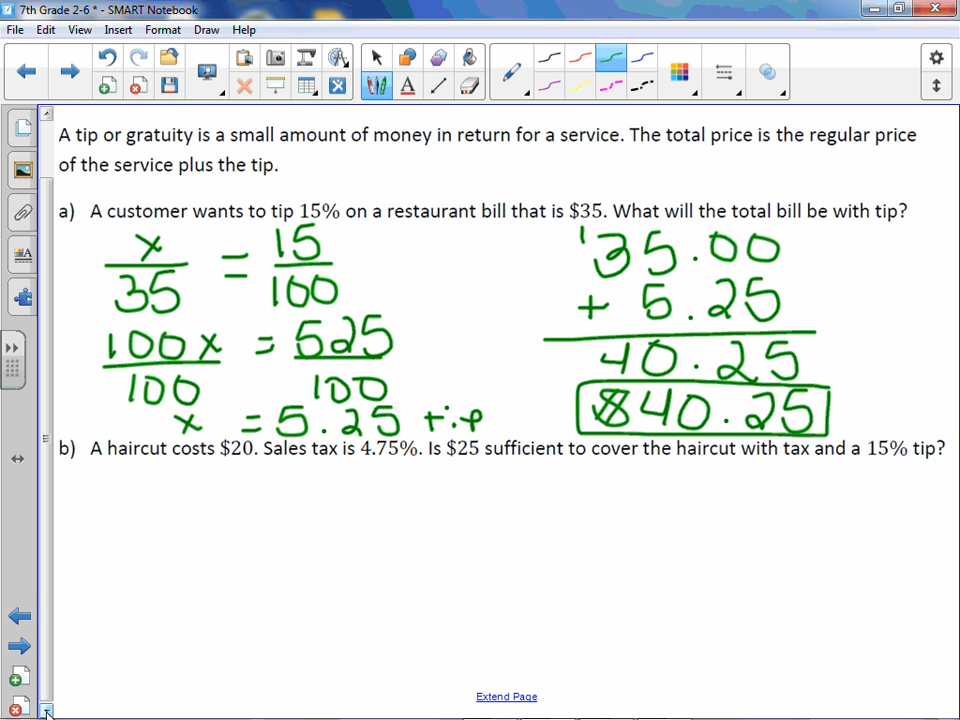 7th Grade 2-6 * - SMART Notebook
File Edit View Insert Format Draw Help
A tip or gratuity is a small amount of money in return for a service. The total price is the regular price
of the service plus the tip.
a) A customer wants to tip 15% on a restaurant bill that is $35. What will the total bill be with tip?
x/35 = 15/100
100x/100 = 525/100
x = 5.25 tip
1
35.00
+ 5.25
40.25
$40.25
b) A haircut costs $20. Sales tax is 4.75%. Is $25 sufficient to cover the haircut with tax and a 15% tip?
Extend Page